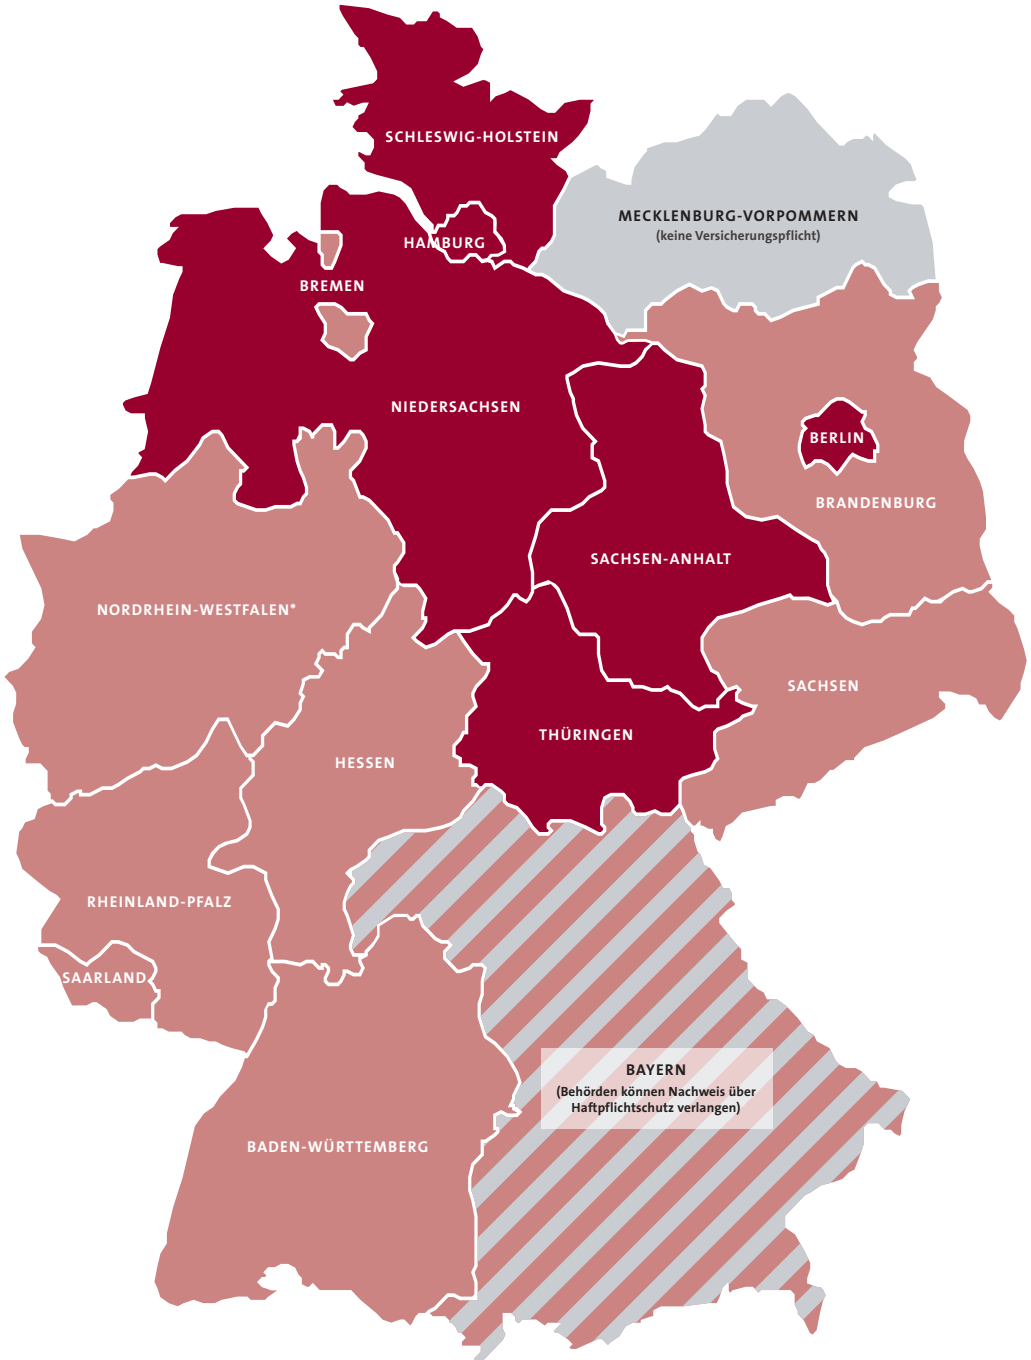 SCHLESWIG-HOLSTEIN
MECKLENBURG-VORPOMMERN
(keine Versicherungspflicht)
HAMBURG
BREMEN
NIEDERSACHSEN
BERLIN
BRANDENBURG
SACHSEN-ANHALT
NORDRHEIN-WESTFALEN*
SACHSEN
THÜRINGEN
HESSEN
RHEINLAND-PFALZ
SAARLAND
BAYERN
(Behörden können Nachweis über
Haftpflichtschutz verlangen)
BADEN-WÜRTTEMBERG